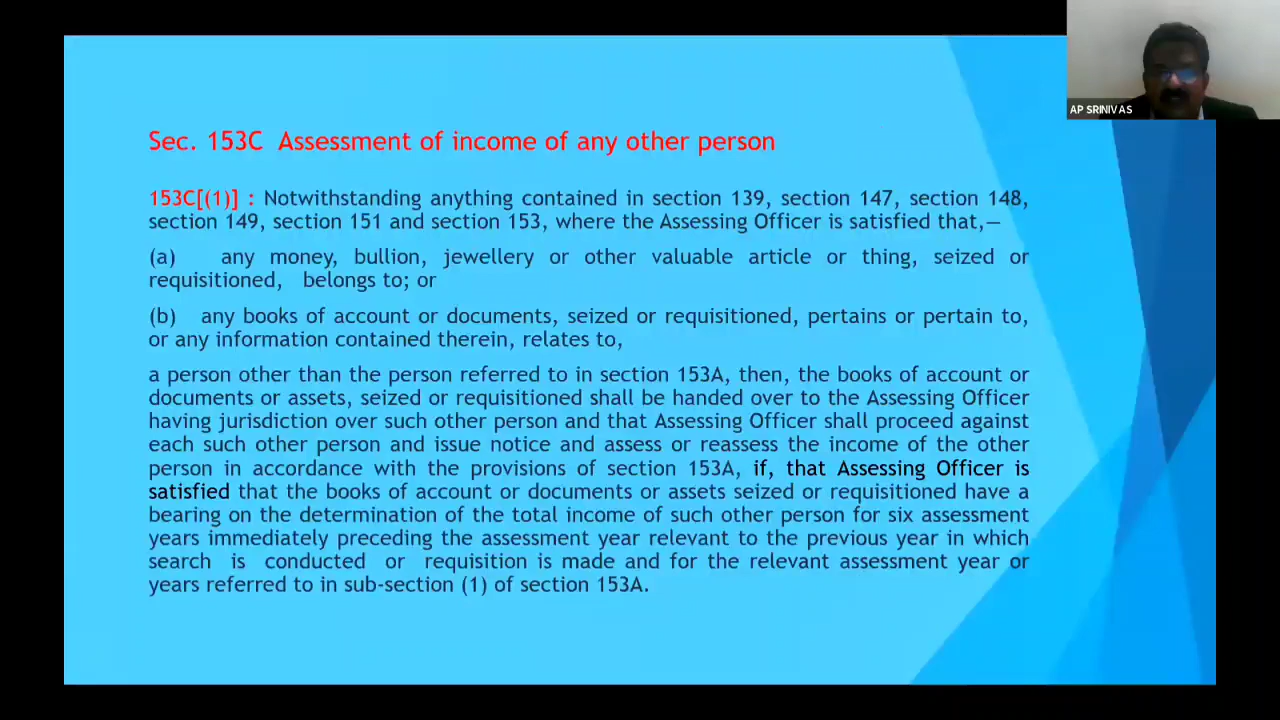 AP SRINIVAS
Sec. 153C Assessment of income of any other person
153C[(1)] : Notwithstanding anything contained in section 139, section 147, section 148,
section 149, section 151 and section 153, where the Assessing Officer is satisfied that,—
(a) any money, bullion, jewellery or other valuable article or thing, seized or
requisitioned, belongs to; or
(b) any books of account or documents, seized or requisitioned, pertains or pertain to,
or any information contained therein, relates to,
a person other than the person referred to in section 153A, then, the books of account or
documents or assets, seized or requisitioned shall be handed over to the Assessing Officer
having jurisdiction over such other person and that Assessing Officer shall proceed against
each such other person and issue notice and assess or reassess the income of the other
person in accordance with the provisions of section 153A, if, that Assessing Officer is
satisfied that the books of account or documents or assets seized or requisitioned have a
bearing on the determination of the total income of such other person for six assessment
years immediately preceding the assessment year relevant to the previous year in which
search is conducted or requisition is made and for the relevant assessment year or
years referred to in sub-section (1) of section 153A.